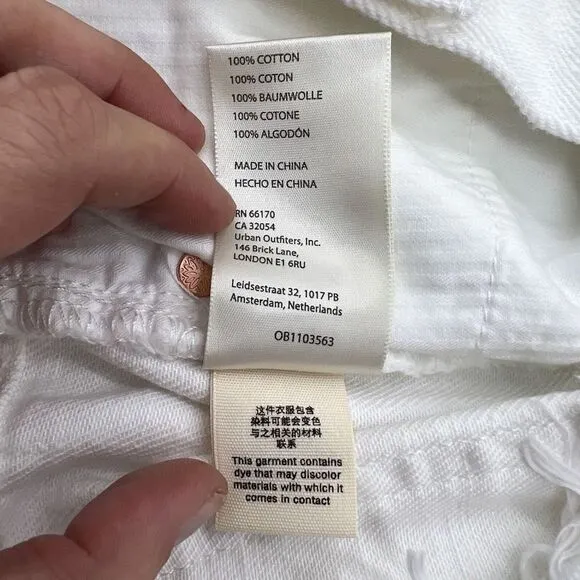 100% COTTON
100% COTON
100% BAUMWOLLE
100% COTONE
100% ALGODÓN
MADE IN CHINA
HECHO EN CHINA
RN 66170
CA 32054
Urban Outfiters, Inc.
146 Brick Lane,
LONDON E1 6RU
Leidsestraat 32, 1017 PB
Amsterdam, Netherlands
OB1103563
这件衣服包含
染料可能会变色
与之相关的材料
联系
This garment contains
dye that may discolor
materials with which it
comes in contact